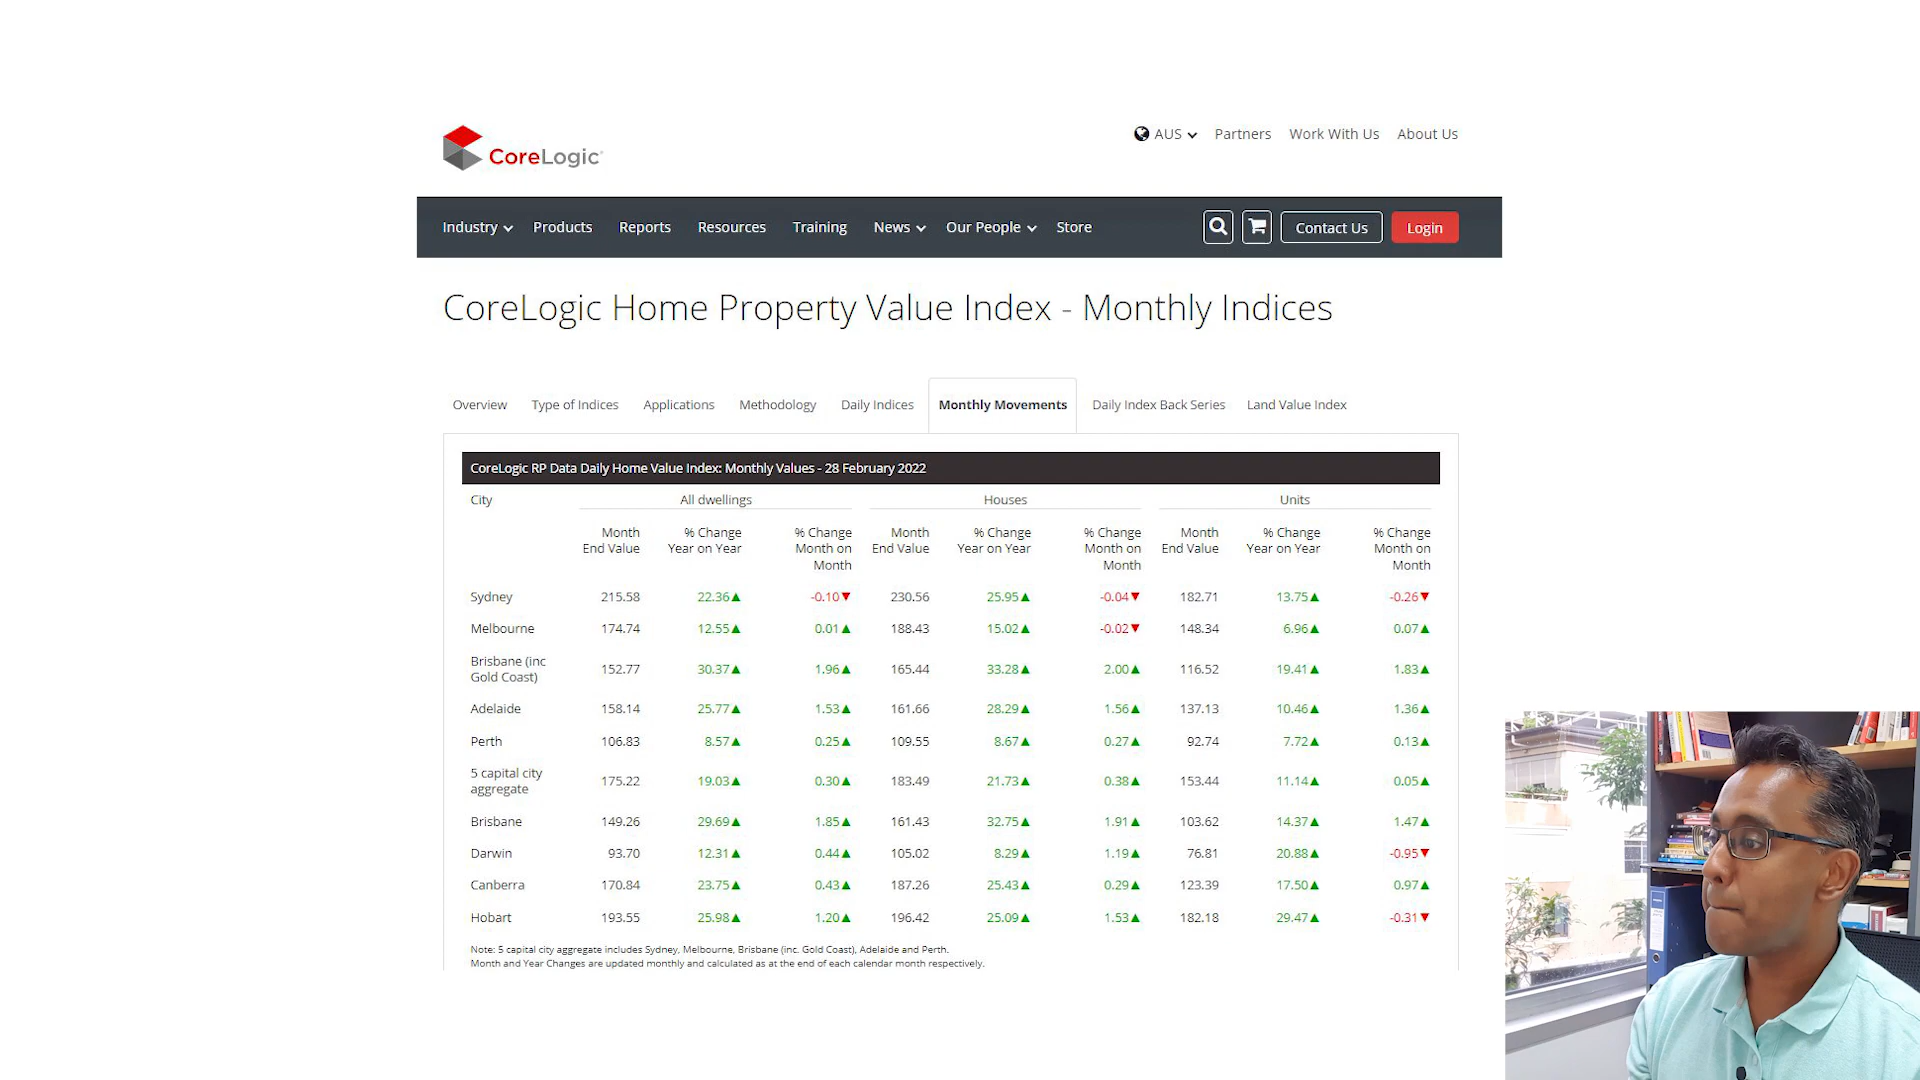 CoreLogic
AUS Partners Work With Us About Us
Industry Products Reports Resources Training News Our People Store Contact Us Login
CoreLogic Home Property Value Index - Monthly Indices
Overview Type of Indices Applications Methodology Daily Indices Monthly Movements Daily Index Back Series Land Value Index
CoreLogic RP Data Daily Home Value Index: Monthly Values - 28 February 2022
City All dwellings Houses Units
Month % Change % Change Month % Change % Change Month % Change % Change
End Value Year on Year Month on End Value Year on Year Month on End Value Year on Year Month on
Month Month Month
Sydney 215.58 22.36▲ -0.10▼ 230.56 25.95▲ -0.04▼ 182.71 13.75▲ -0.26▼
Melbourne 174.74 12.55▲ 0.01▲ 188.43 15.02▲ -0.02▼ 148.34 6.96▲ 0.07▲
Brisbane (inc
Gold Coast) 152.77 30.37▲ 1.96▲ 165.44 33.28▲ 2.00▲ 116.52 19.41▲ 1.83▲
Adelaide 158.14 25.77▲ 1.53▲ 161.66 28.29▲ 1.56▲ 137.13 10.46▲ 1.36▲
Perth 106.83 8.57▲ 0.25▲ 109.55 8.67▲ 0.27▲ 92.74 7.72▲ 0.13▲
5 capital city
aggregate 175.22 19.03▲ 0.30▲ 183.49 21.73▲ 0.38▲ 153.44 11.14▲ 0.05▲
Brisbane 149.26 29.69▲ 1.85▲ 161.43 32.75▲ 1.91▲ 103.62 14.37▲ 1.47▲
Darwin 93.70 12.31▲ 0.44▲ 105.02 8.29▲ 1.19▲ 76.81 20.88▲ -0.95▼
Canberra 170.84 23.75▲ 0.43▲ 187.26 25.43▲ 0.29▲ 123.39 17.50▲ 0.97▲
Hobart 193.55 25.98▲ 1.20▲ 196.42 25.09▲ 1.53▲ 182.18 29.47▲ -0.31▼
Note: 5 capital city aggregate includes Sydney, Melbourne, Brisbane (inc. Gold Coast), Adelaide and Perth.
Month and Year Changes are updated monthly and calculated as at the end of each calendar month respectively.